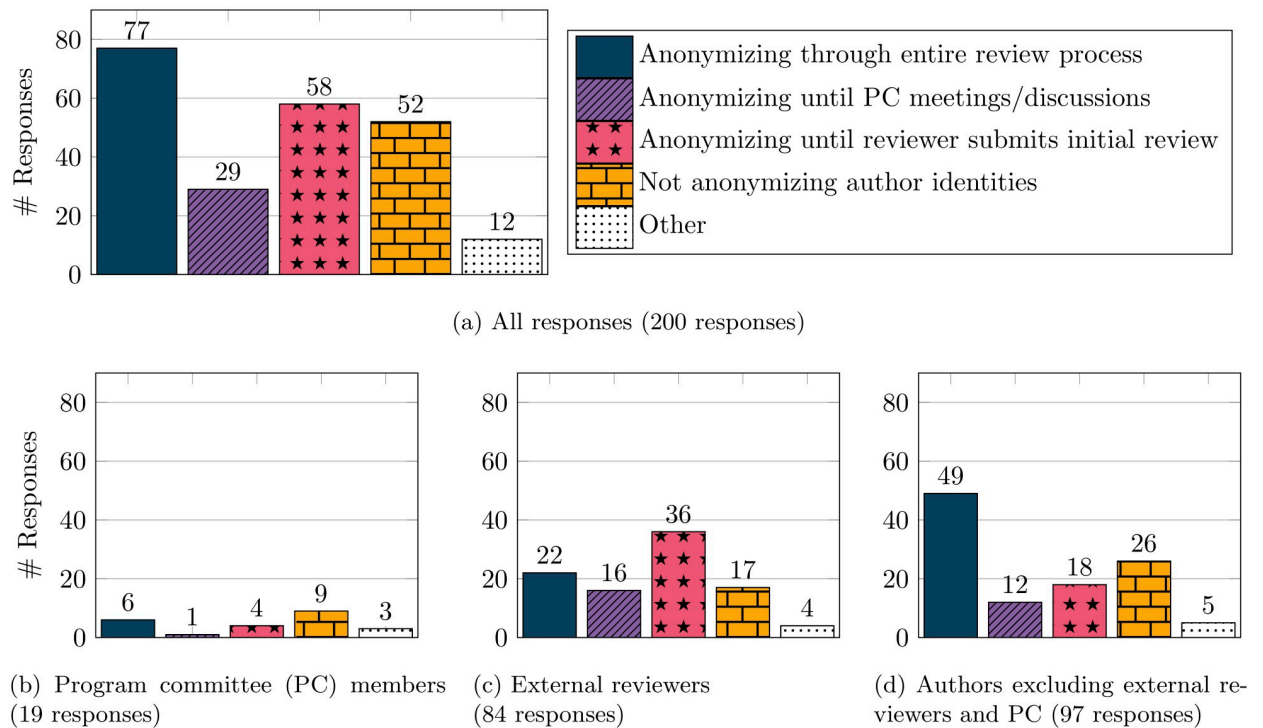 77
80
60
40
20
0
# Responses
29
58
52
12
Anonymizing through entire review process
Anonymizing until PC meetings/discussions
Anonymizing until reviewer submits initial review
Not anonymizing author identities
Other
(a) All responses (200 responses)
80
60
40
20
0
# Responses
6
1
4
9
3
(b) Program committee (PC) members
(19 responses)
80
60
40
20
0
22
16
36
17
4
(c) External reviewers
(84 responses)
80
60
40
20
0
49
12
18
26
5
(d) Authors excluding external re-
viewers and PC (97 responses)